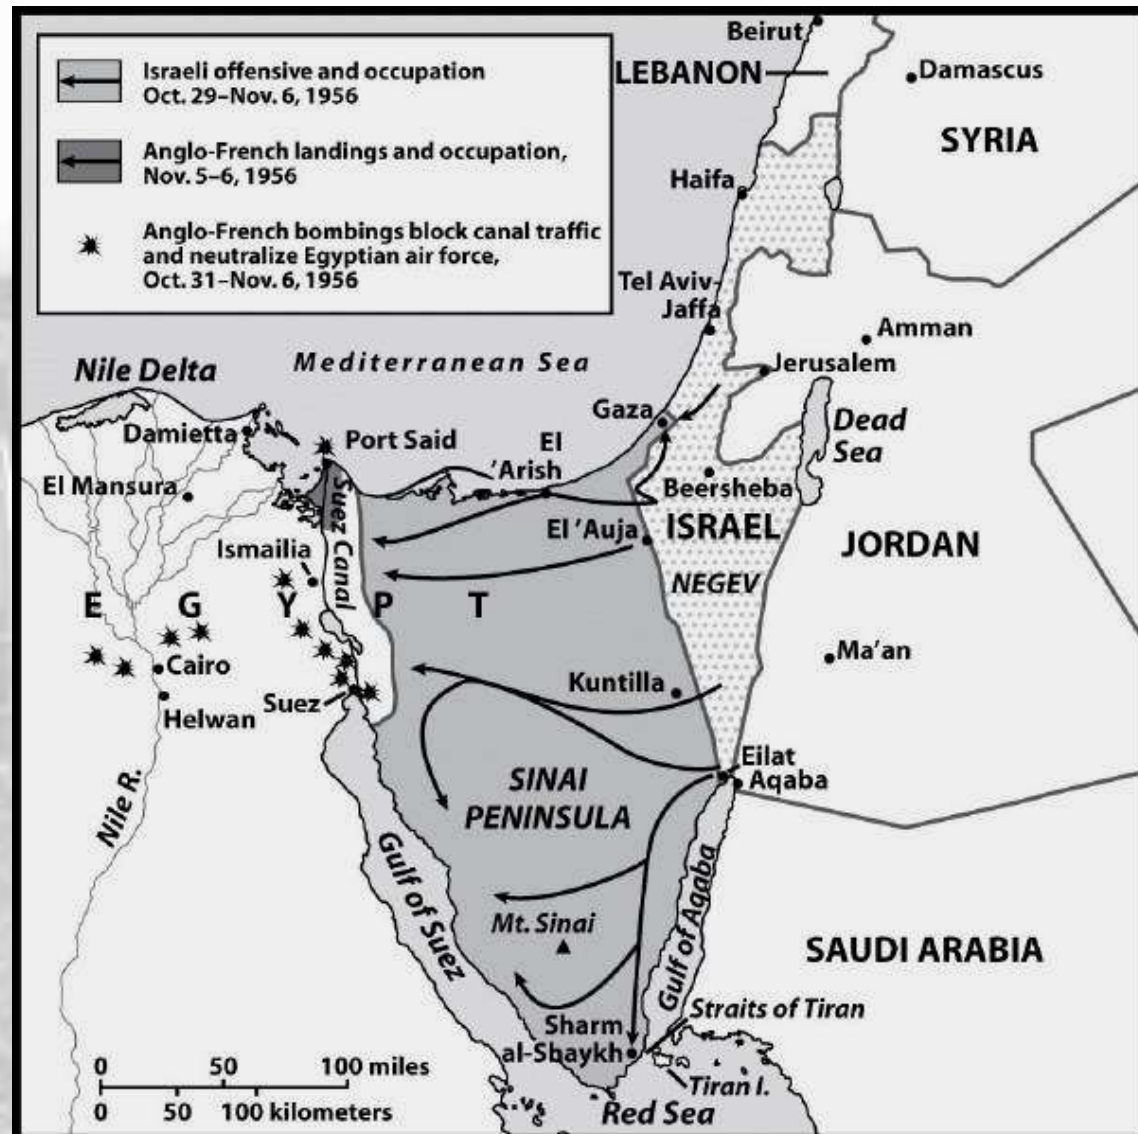 Israeli offensive and occupation
Oct. 29–Nov. 6, 1956
Anglo-French landings and occupation,
Nov. 5–6, 1956
Anglo-French bombings block canal traffic
and neutralize Egyptian air force,
Oct. 31–Nov. 6, 1956
Beirut
LEBANON
Damascus
SYRIA
Haifa
Tel Aviv-
Jaffa
Amman
Jerusalem
Mediterranean Sea
Nile Delta
Gaza
Dead
Sea
Damietta
Port Said
El
'Arish
El Mansura
Suez Canal
Beersheba
Ismailia
El 'Auja
ISRAEL
JORDAN
NEGEV
E G Y P T
Cairo
Ma'an
Kuntilla
Suez
Helwan
Eilat
Aqaba
SINAI
PENINSULA
Nile R.
Gulf of Suez
Gulf of Aqaba
Mt. Sinai
SAUDI ARABIA
Straits of Tiran
Sharm
al-Shaykh
Tiran I.
Red Sea
0 50 100 miles
0 50 100 kilometers